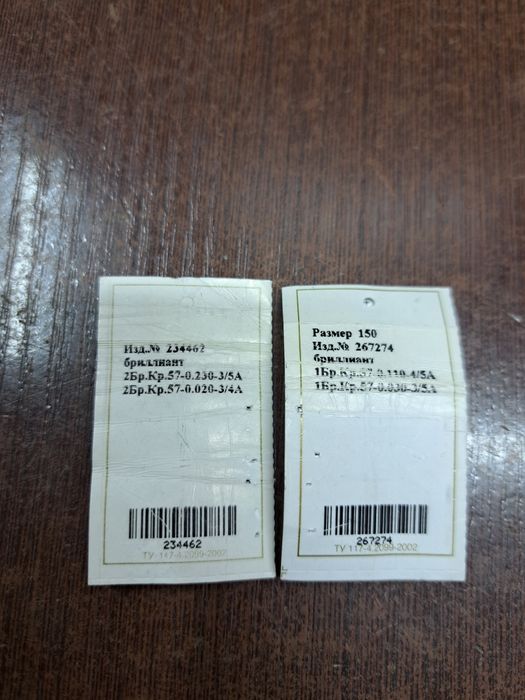 Изд.№ 234462
бриллиант
2Бр.Кр.57-0.230-3/5А
2Бр.Кр.57-0.020-3/4А
234462
ТУ 117-4.2099-2002
Размер 150
Изд.№ 267274
бриллиант
1Бр.Кр.57-0.110-4/5А
1Бр.Кр.57-0.030-3/5А
267274
ТУ 117-4.2099-2002